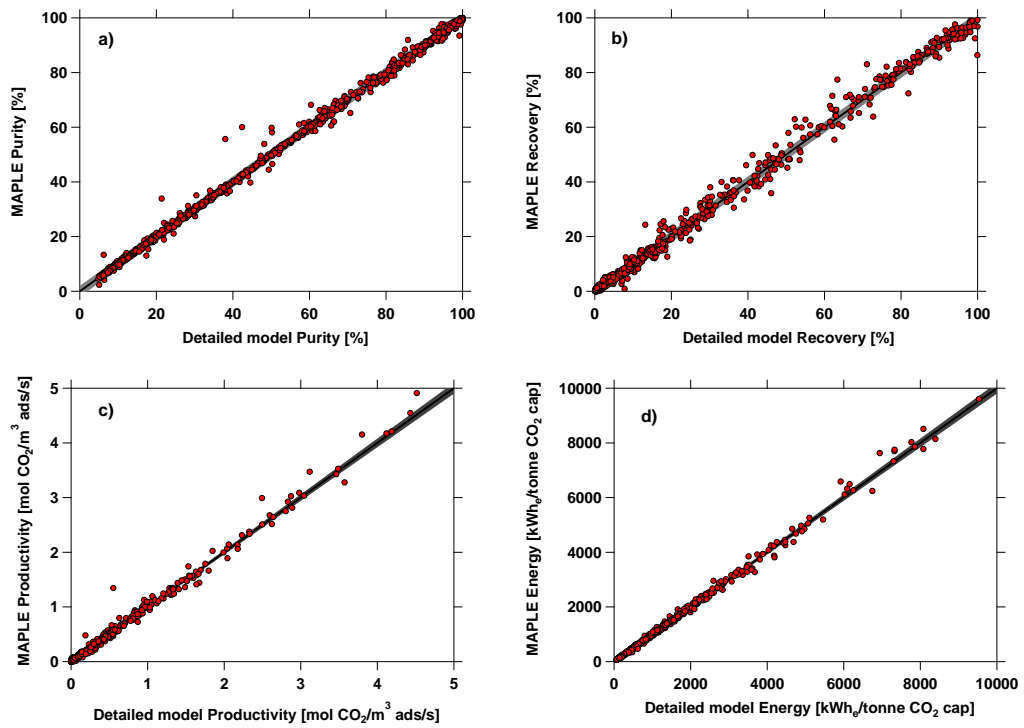 a)
MAPLE Purity [%]
100
80
60
40
20
0
0 20 40 60 80 100
Detailed model Purity [%]
b)
MAPLE Recovery [%]
100
80
60
40
20
0
0 20 40 60 80 100
Detailed model Recovery [%]
c)
MAPLE Productivity [mol CO₂/m³ ads/s]
5
4
3
2
1
0
0 1 2 3 4 5
Detailed model Productivity [mol CO₂/m³ ads/s]
d)
MAPLE Energy [kWhₑ/tonne CO₂ cap]
10000
8000
6000
4000
2000
0
0 2000 4000 6000 8000 10000
Detailed model Energy [kWhₑ/tonne CO₂ cap]